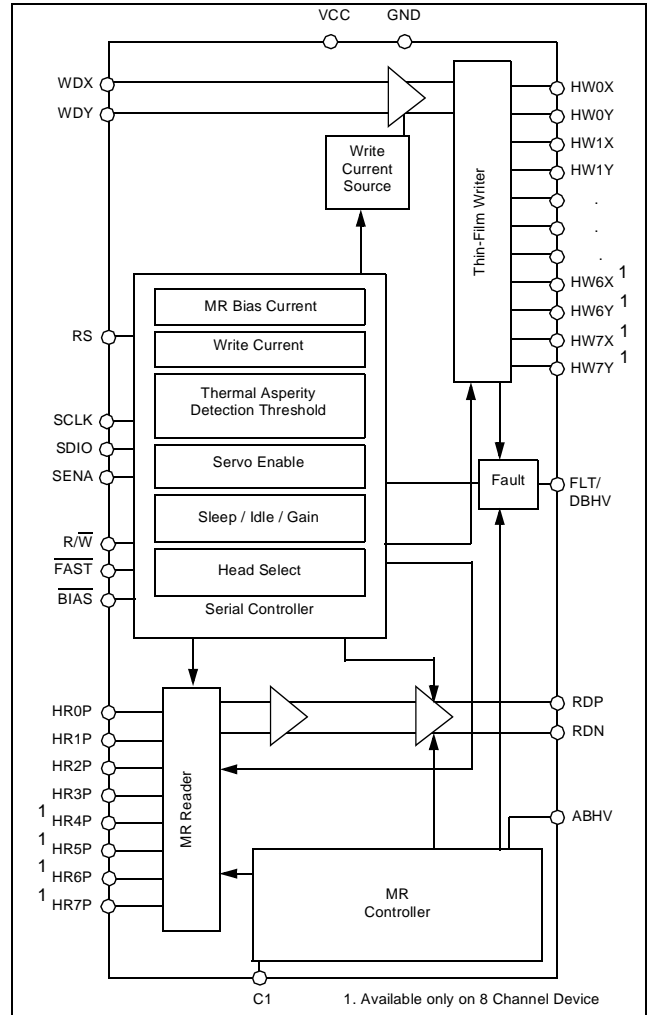 VCC GND
WDX
WDY
Write
Current
Source
Thin-Film Writer
HW0X
HW0Y
HW1X
HW1Y
.
.
.
HW6X 1
HW6Y 1
HW7X 1
HW7Y 1
RS
SCLK
SDIO
SENA
R/W̅
F̅A̅S̅T̅
B̅I̅A̅S̅
MR Bias Current
Write Current
Thermal Asperity
Detection Threshold
Servo Enable
Sleep / Idle / Gain
Head Select
Serial Controller
Fault
FLT/
DBHV
HR0P
HR1P
HR2P
HR3P
1 HR4P
1 HR5P
1 HR6P
1 HR7P
MR Reader
RDP
RDN
ABHV
MR
Controller
C1
1. Available only on 8 Channel Device